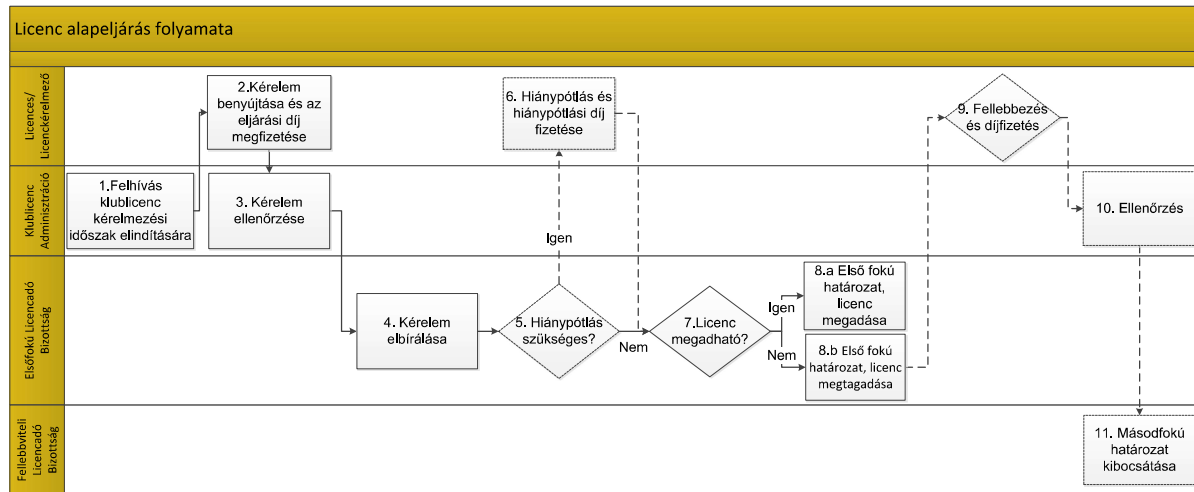 Licenc alapeljárás folyamata
Licences/
Licenckérelmező
2.Kérelem
benyújtása és az
eljárási díj
megfizetése
6. Hiánypótlás és
hiánypótlási díj
fizetése
9. Fellebbezés
és díjfizetés
Klublicenc
Adminisztráció
1.Felhívás
klublicenc
kérelmezési
időszak elindítására
3. Kérelem
ellenőrzése
Igen
10. Ellenőrzés
Elsőfokú Licencadó
Bizottság
4. Kérelem
elbírálása
5. Hiánypótlás
szükséges?
Nem
7.Licenc
megadható?
Igen
Nem
8.a Első fokú
határozat,
licenc
megadása
8.b Első fokú
határozat, licenc
megtagadása
Fellebbviteli
Licencadó
Bizottság
11. Másodfokú
határozat
kibocsátása